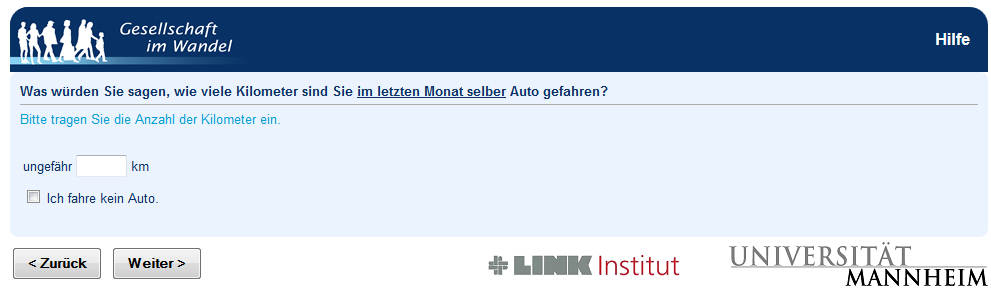 Gesellschaft
im Wandel
Hilfe
Was würden Sie sagen, wie viele Kilometer sind Sie im letzten Monat selber Auto gefahren?
Bitte tragen Sie die Anzahl der Kilometer ein.
ungefähr km
Ich fahre kein Auto.
< Zurück Weiter >
LINK Institut
UNIVERSITÄT
MANNHEIM